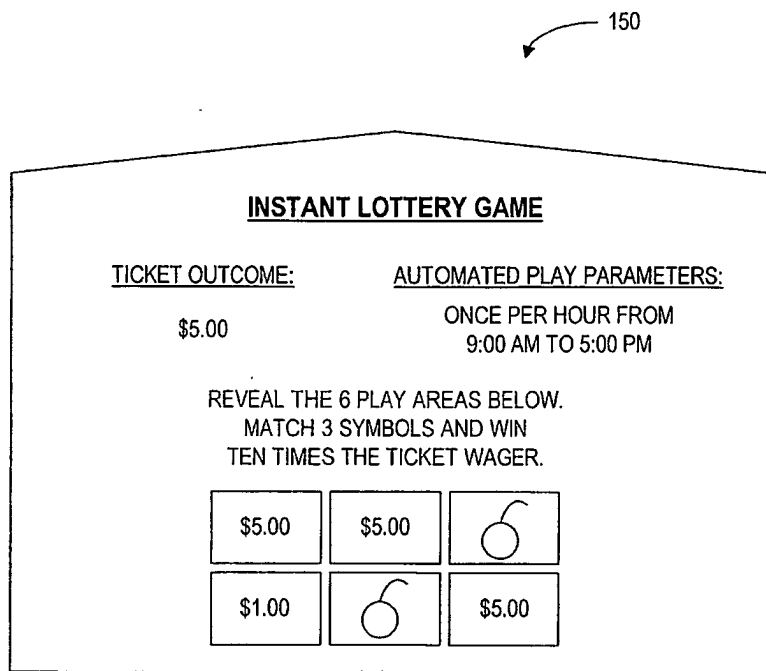 150
INSTANT LOTTERY GAME
TICKET OUTCOME:
$5.00
AUTOMATED PLAY PARAMETERS:
ONCE PER HOUR FROM
9:00 AM TO 5:00 PM
REVEAL THE 6 PLAY AREAS BELOW.
MATCH 3 SYMBOLS AND WIN
TEN TIMES THE TICKET WAGER.
$5.00 $5.00
$1.00 $5.00